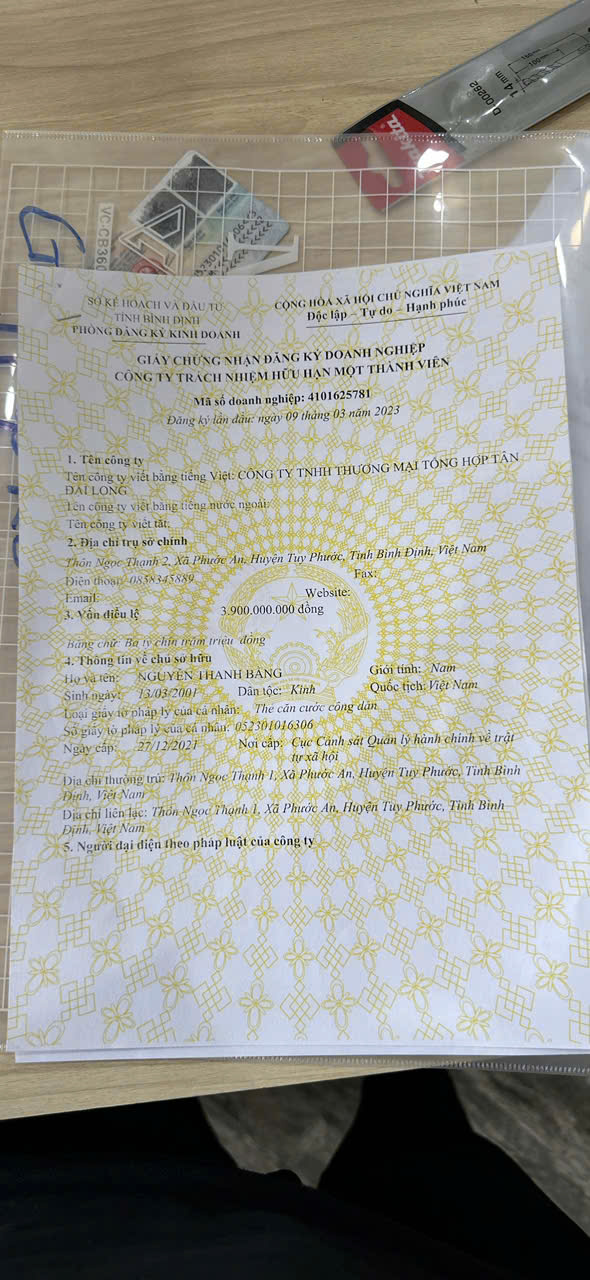 D-00262
14mm
makita
VC-CB360
SỞ KẾ HOẠCH VÀ ĐẦU TƯ
TỈNH BÌNH ĐỊNH
PHÒNG ĐĂNG KÝ KINH DOANH
CỘNG HÒA XÃ HỘI CHỦ NGHĨA VIỆT NAM
Độc lập – Tự do – Hạnh phúc
GIẤY CHỨNG NHẬN ĐĂNG KÝ DOANH NGHIỆP
CÔNG TY TRÁCH NHIỆM HỮU HẠN MỘT THÀNH VIÊN
Mã số doanh nghiệp: 4101625781
Đăng ký lần đầu: ngày 09 tháng 03 năm 2023
1. Tên công ty
Tên công ty viết bằng tiếng Việt: CÔNG TY TNHH THƯƠNG MẠI TỔNG HỢP TÂN
ĐẠI LONG
Tên công ty viết bằng tiếng nước ngoài:
Tên công ty viết tắt:
2. Địa chỉ trụ sở chính
Thôn Ngọc Thạnh 2, Xã Phước An, Huyện Tuy Phước, Tỉnh Bình Định, Việt Nam
Điện thoại: 0858345889 Fax:
Email: Website:
3. Vốn điều lệ 3.900.000.000 đồng
Bằng chữ: Ba tỷ chín trăm triệu đồng
4. Thông tin về chủ sở hữu
Họ và tên: NGUYỄN THANH BẰNG Giới tính: Nam
Sinh ngày: 13/03/2001 Dân tộc: Kinh Quốc tịch: Việt Nam
Loại giấy tờ pháp lý của cá nhân: Thẻ căn cước công dân
Số giấy tờ pháp lý của cá nhân: 052301016306
Ngày cấp: 27/12/2021 Nơi cấp: Cục Cảnh sát Quản lý hành chính về trật
tự xã hội
Địa chỉ thường trú: Thôn Ngọc Thạnh 1, Xã Phước An, Huyện Tuy Phước, Tỉnh Bình
Định, Việt Nam
Địa chỉ liên lạc: Thôn Ngọc Thạnh 1, Xã Phước An, Huyện Tuy Phước, Tỉnh Bình
Định, Việt Nam
5. Người đại diện theo pháp luật của công ty